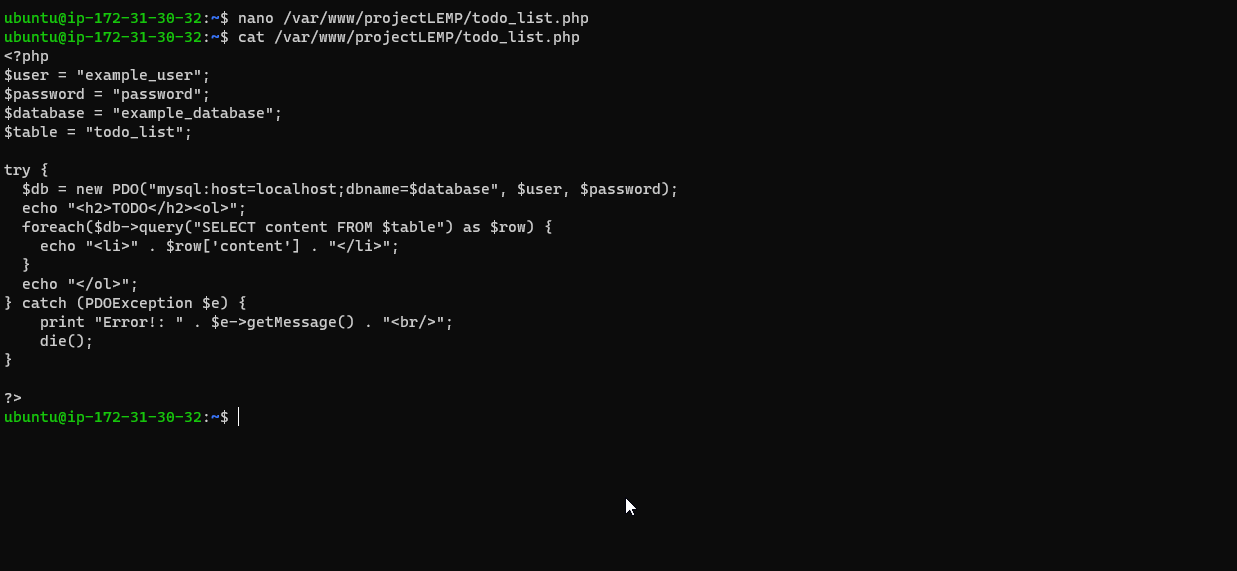 ubuntu@ip-172-31-30-32:~$ nano /var/www/projectLEMP/todo_list.php
ubuntu@ip-172-31-30-32:~$ cat /var/www/projectLEMP/todo_list.php
<?php
$user = "example_user";
$password = "password";
$database = "example_database";
$table = "todo_list";

try {
  $db = new PDO("mysql:host=localhost;dbname=$database", $user, $password);
  echo "<h2>TODO</h2><ol>";
  foreach($db->query("SELECT content FROM $table") as $row) {
    echo "<li>" . $row['content'] . "</li>";
  }
  echo "</ol>";
} catch (PDOException $e) {
    print "Error!: " . $e->getMessage() . "<br/>";
    die();
}

?>
ubuntu@ip-172-31-30-32:~$